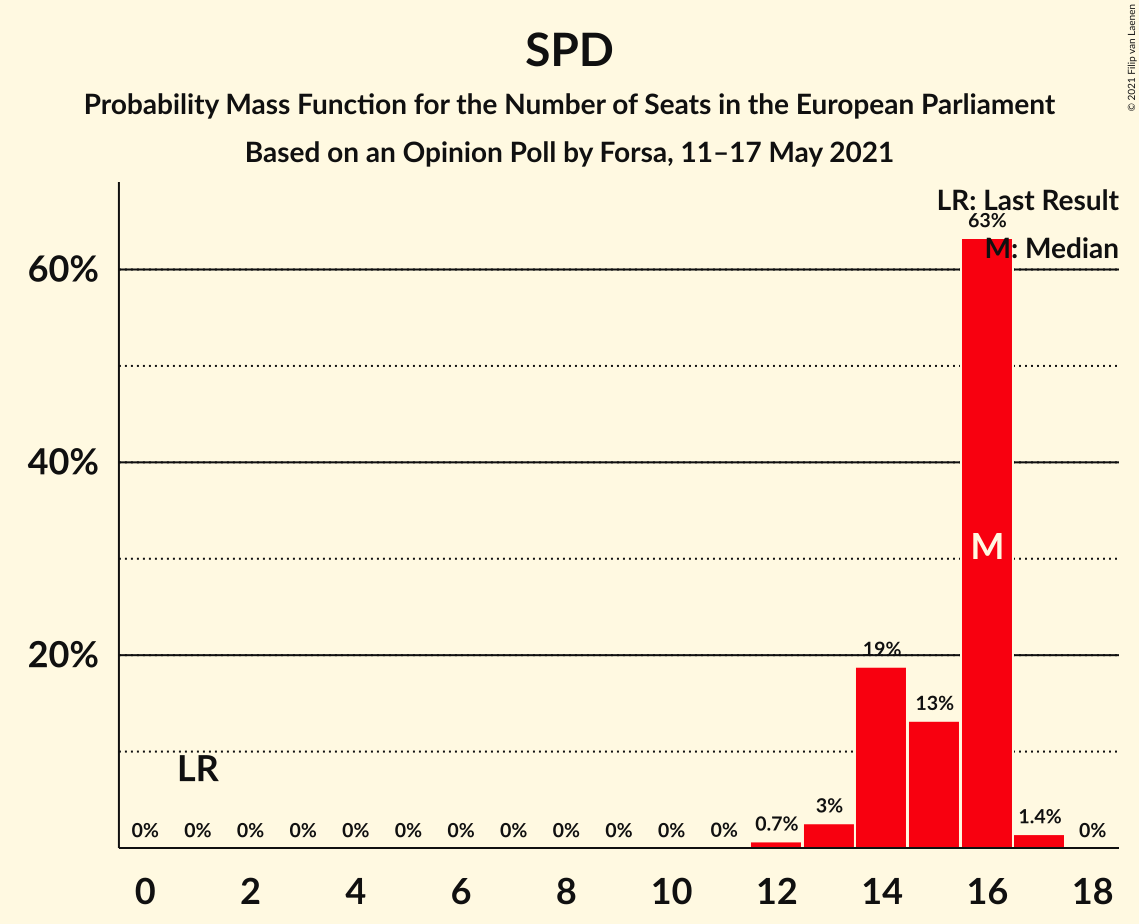 SPD
Probability Mass Function for the Number of Seats in the European Parliament
Based on an Opinion Poll by Forsa, 11–17 May 2021
© 2021 Filip van Laenen
LR: Last Result
M: Median
63%
60%
40%
20%
M
19%
13%
LR
0% 0% 0% 0% 0% 0% 0% 0% 0% 0% 0% 0% 0.7% 3% 1.4% 0%
0 2 4 6 8 10 12 14 16 18